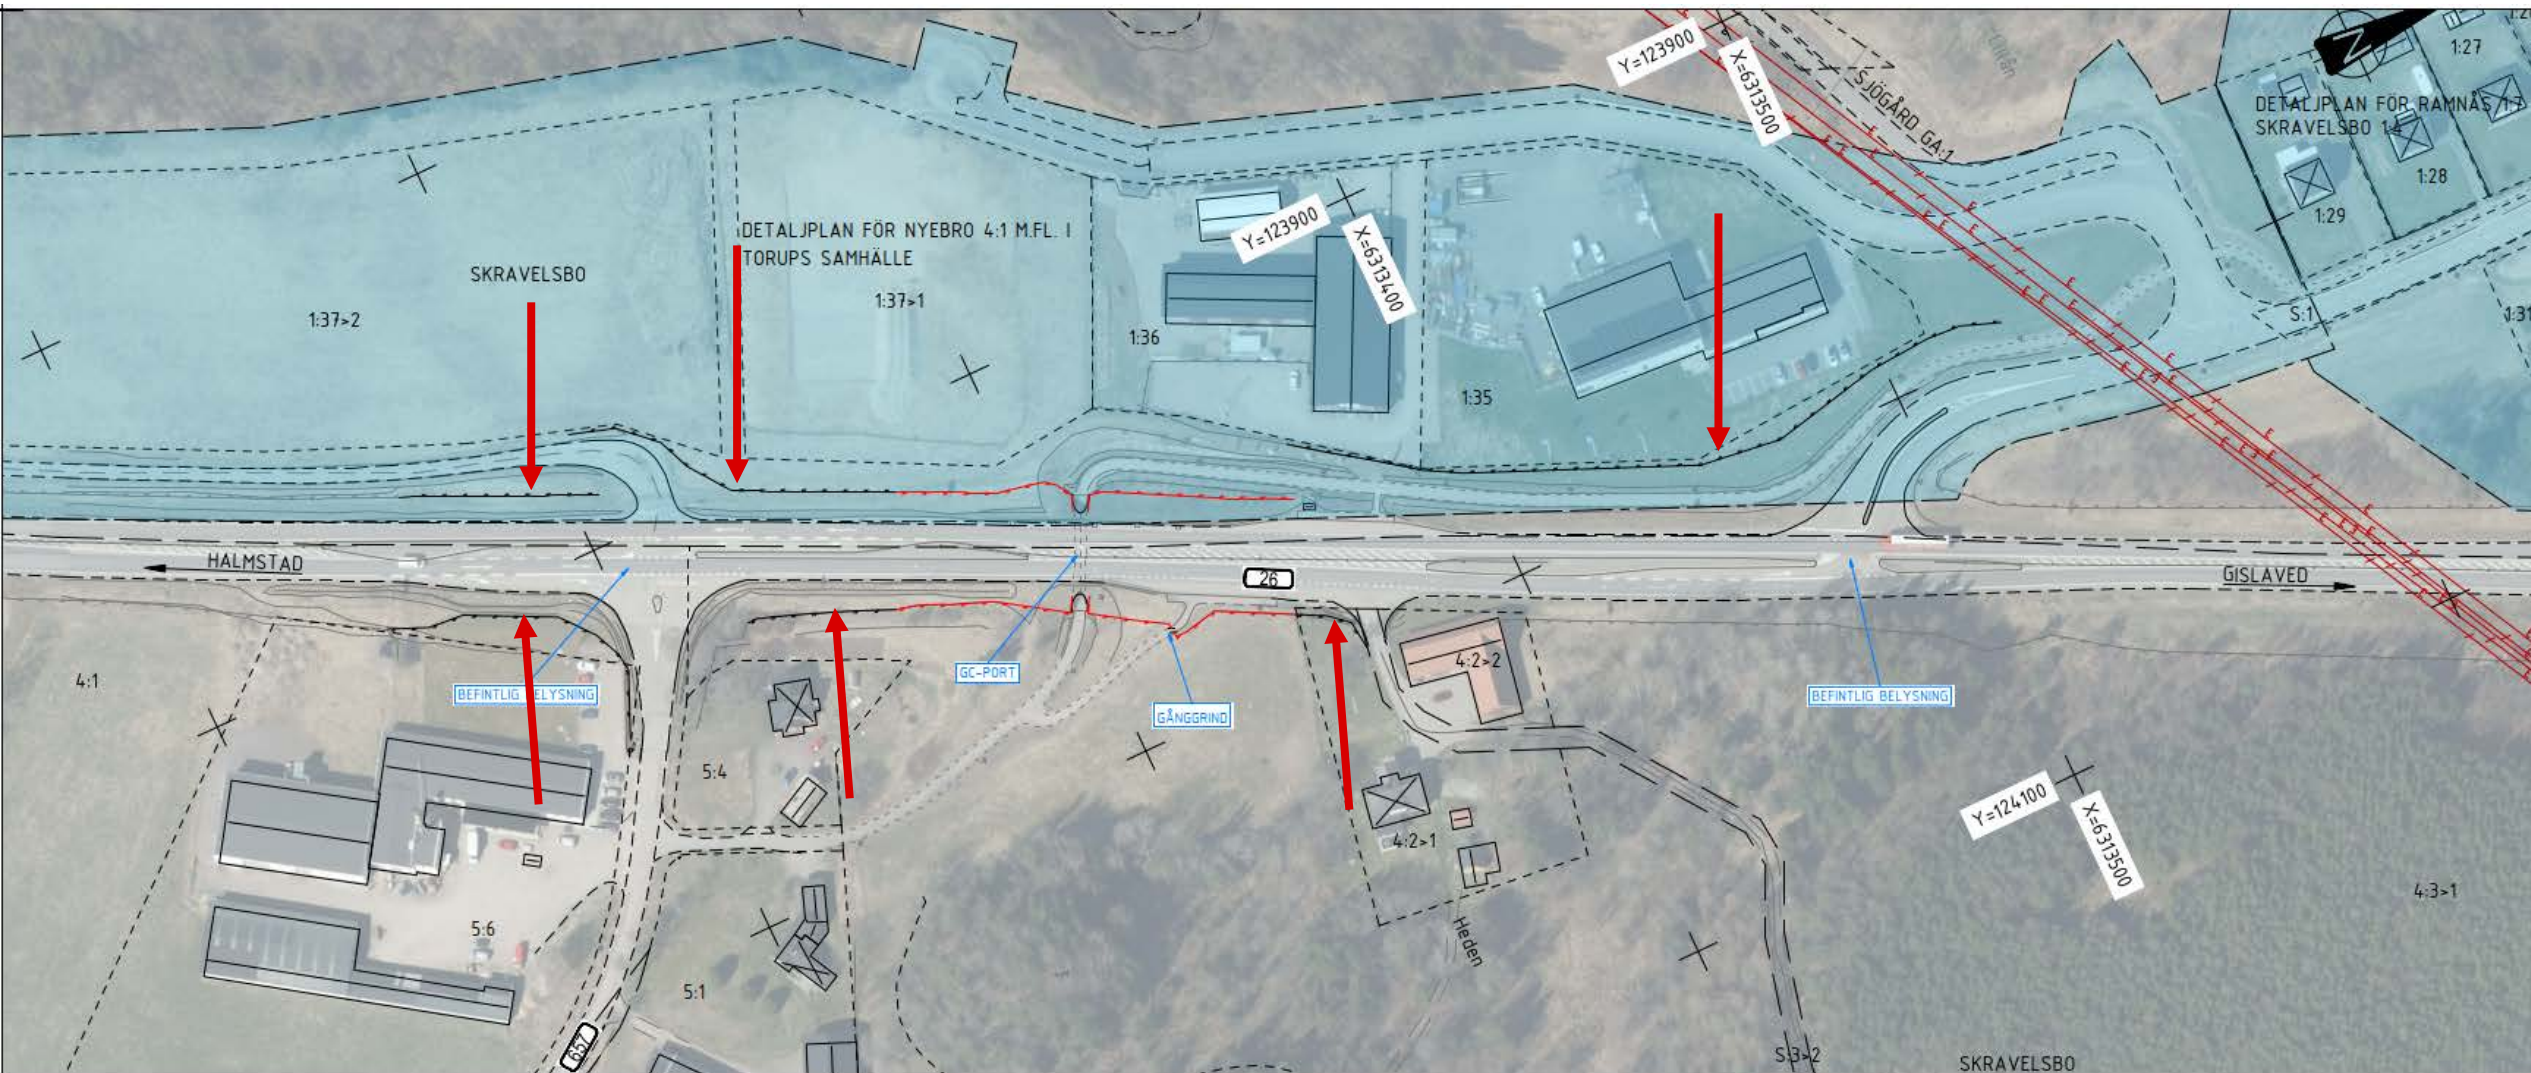 Y=123900
X=6313500
SJÖGÅRD GA:1
1:27
DETALJPLAN FÖR RAMNÄS 1:7
SKRAVELSBO 1:4
1:28
1:29
S:1
1:31
DETALJPLAN FÖR NYEBRO 4:1 M.FL. I
TORUPS SAMHÄLLE
Y=123900
X=6313400
SKRAVELSBO
1:37>2
1:37>1
1:36
1:35
HALMSTAD
26
GISLAVED
4:1
BEFINTLIG BELYSNING
GC-PORT
GÅNGGRIND
4:2>2
BEFINTLIG BELYSNING
5:4
4:2>1
Y=124100
X=6313500
4:3>1
5:6
Heden
5:1
657
S:3>2
SKRAVELSBO